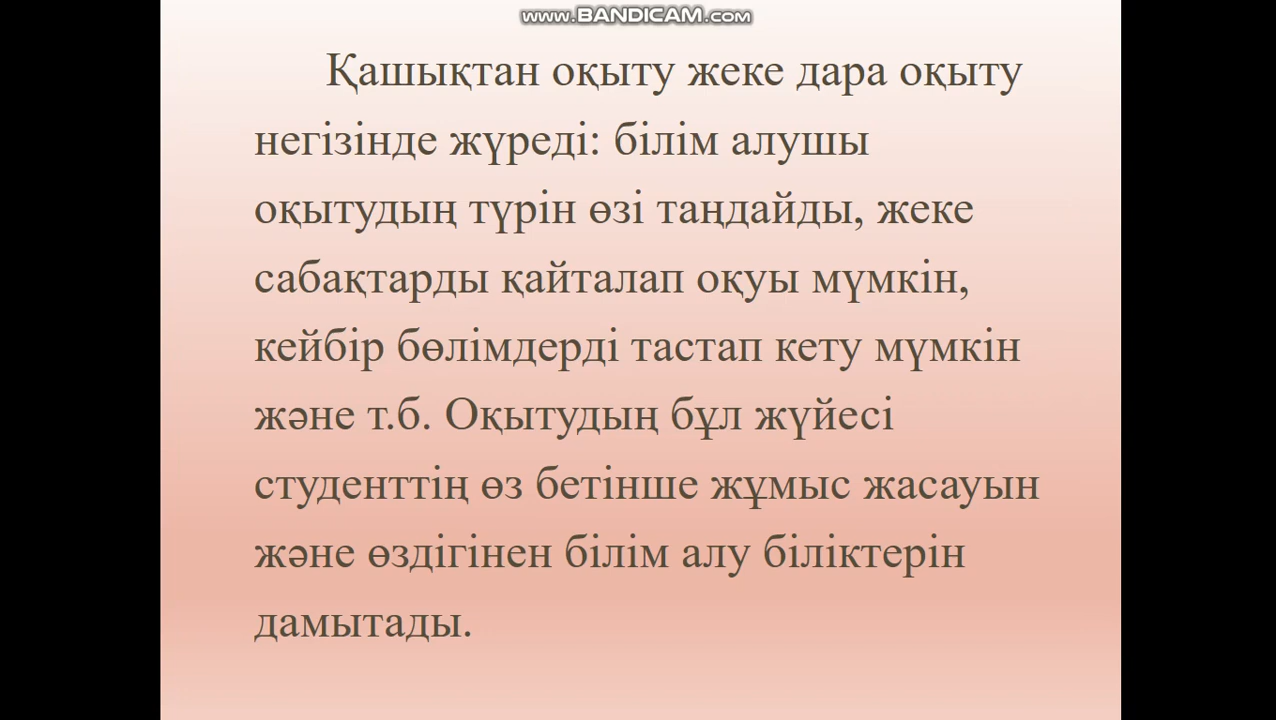 www.BANDICAM.com
Қашықтан оқыту жеке дара оқыту
негізінде жүреді: білім алушы
оқытудың түрін өзі таңдайды, жеке
сабақтарды қайталап оқуы мүмкін,
кейбір бөлімдерді тастап кету мүмкін
және т.б. Оқытудың бұл жүйесі
студенттің өз бетінше жұмыс жасауын
және өздігінен білім алу біліктерін
дамытады.